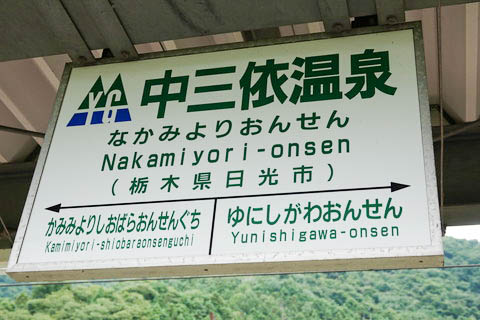 中三依温泉
なかみよりおんせん
Nakamiyori-onsen
（栃木県日光市）
かみみよりしおばらおんせんぐち
Kamimiyori-shiobaraonsenguchi
ゆにしがわおんせん
Yunishigawa-onsen